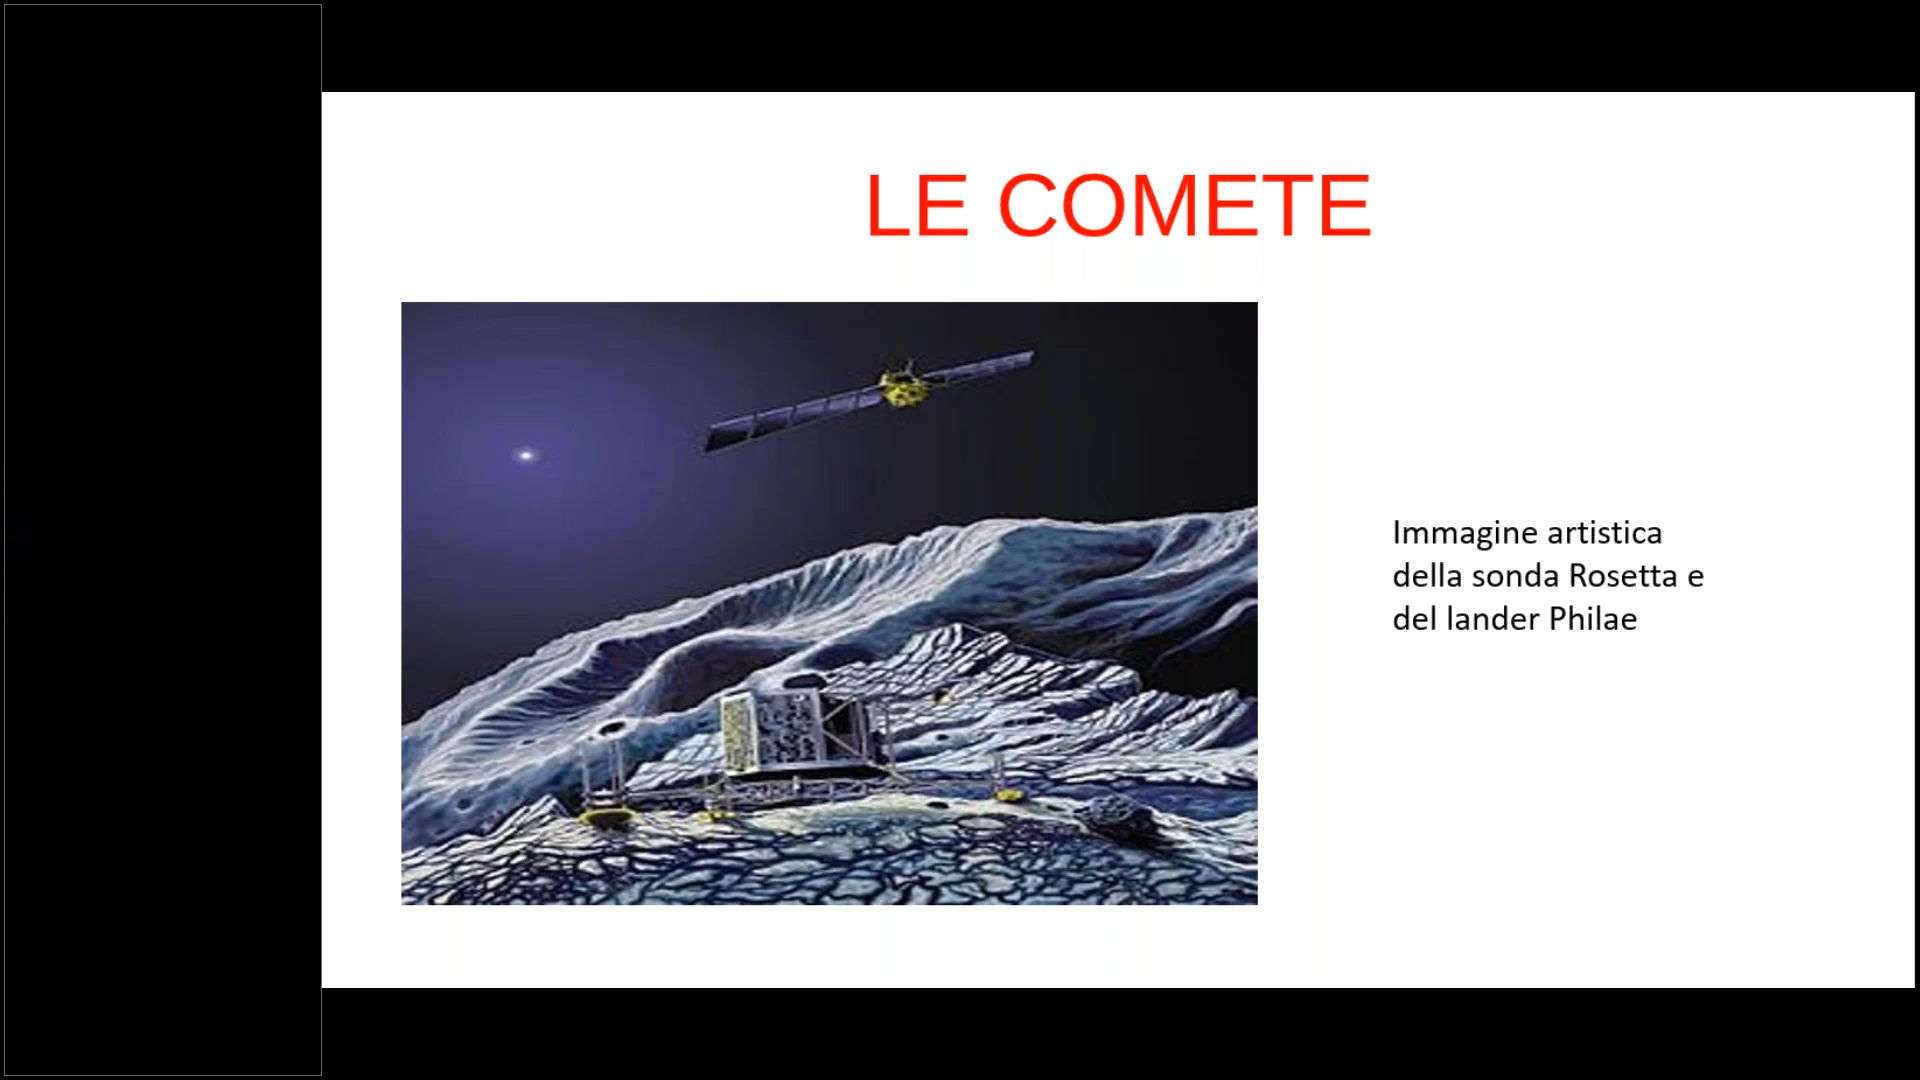 LE COMETE
Immagine artistica
della sonda Rosetta e
del lander Philae